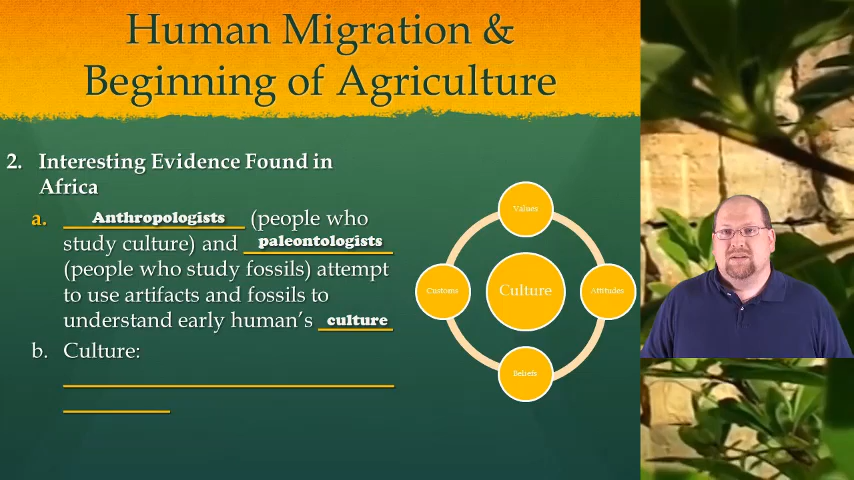 Human Migration &
Beginning of Agriculture
2. Interesting Evidence Found in
Africa
a. Anthropologists (people who
study culture) and paleontologists
(people who study fossils) attempt
to use artifacts and fossils to
understand early human's culture
b. Culture:
Values
Customs
Culture
Attitudes
Beliefs